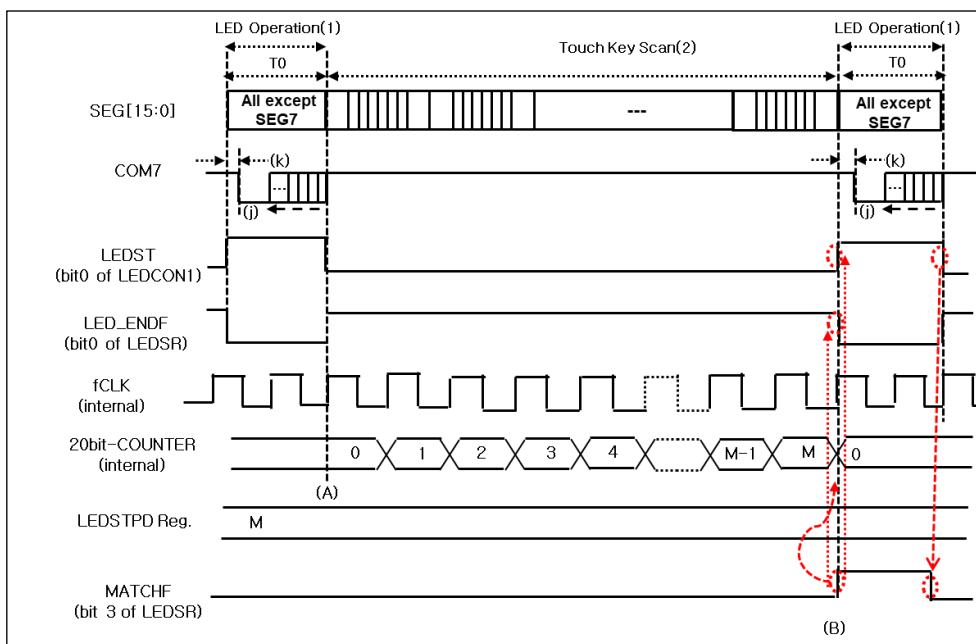 LED Operation(1)
LED Operation(1)
Touch Key Scan(2)
T0
T0
SEG[15:0]
All except
SEG7
---
All except
SEG7
COM7
(k)
(k)
---
---
(j)
(j)
LEDST
(bit0 of LEDCON1)
LED_ENDF
(bit0 of LEDSR)
fCLK
(internal)
20bit-COUNTER
(internal)
0
1
2
3
4
M-1
M
0
(A)
LEDSTPD Reg.
M
MATCHF
(bit 3 of LEDSR)
(B)